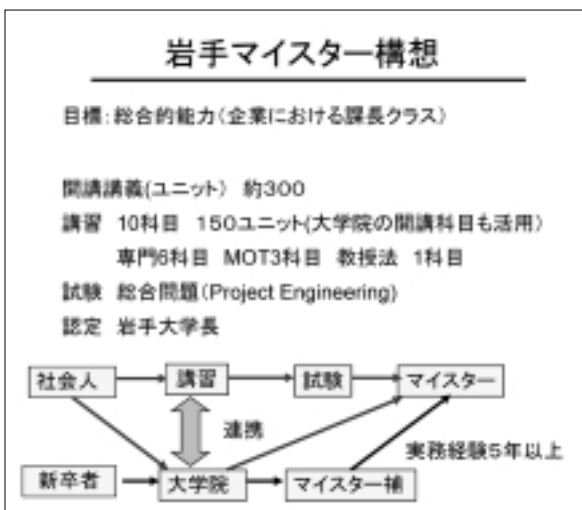 岩手マイスター構想
目標:総合的能力(企業における課長クラス)
開講講義(ユニット) 約300
講習 10科目 150ユニット(大学院の開講科目も活用)
専門6科目 MOT3科目 教授法 1科目
試験 総合問題(Project Engineering)
認定 岩手大学長
社会人 講習 試験 マイスター
連携
実務経験5年以上
新卒者 大学院 マイスター補